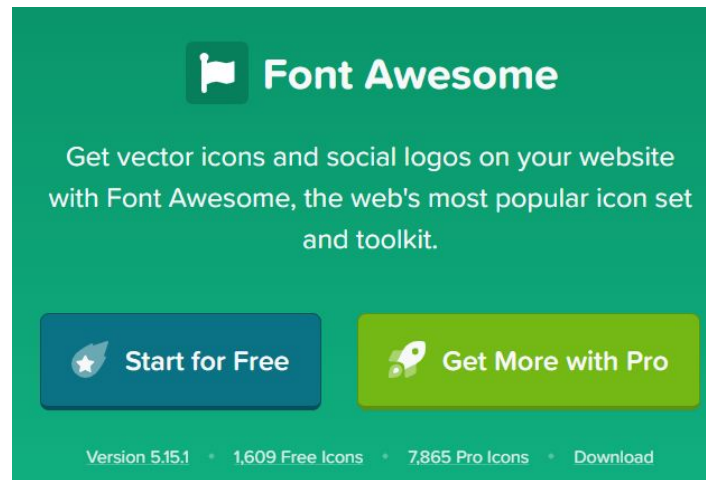 Font Awesome
Get vector icons and social logos on your website
with Font Awesome, the web's most popular icon set
and toolkit.
Start for Free
Get More with Pro
Version 5.15.1 • 1,609 Free Icons • 7,865 Pro Icons • Download